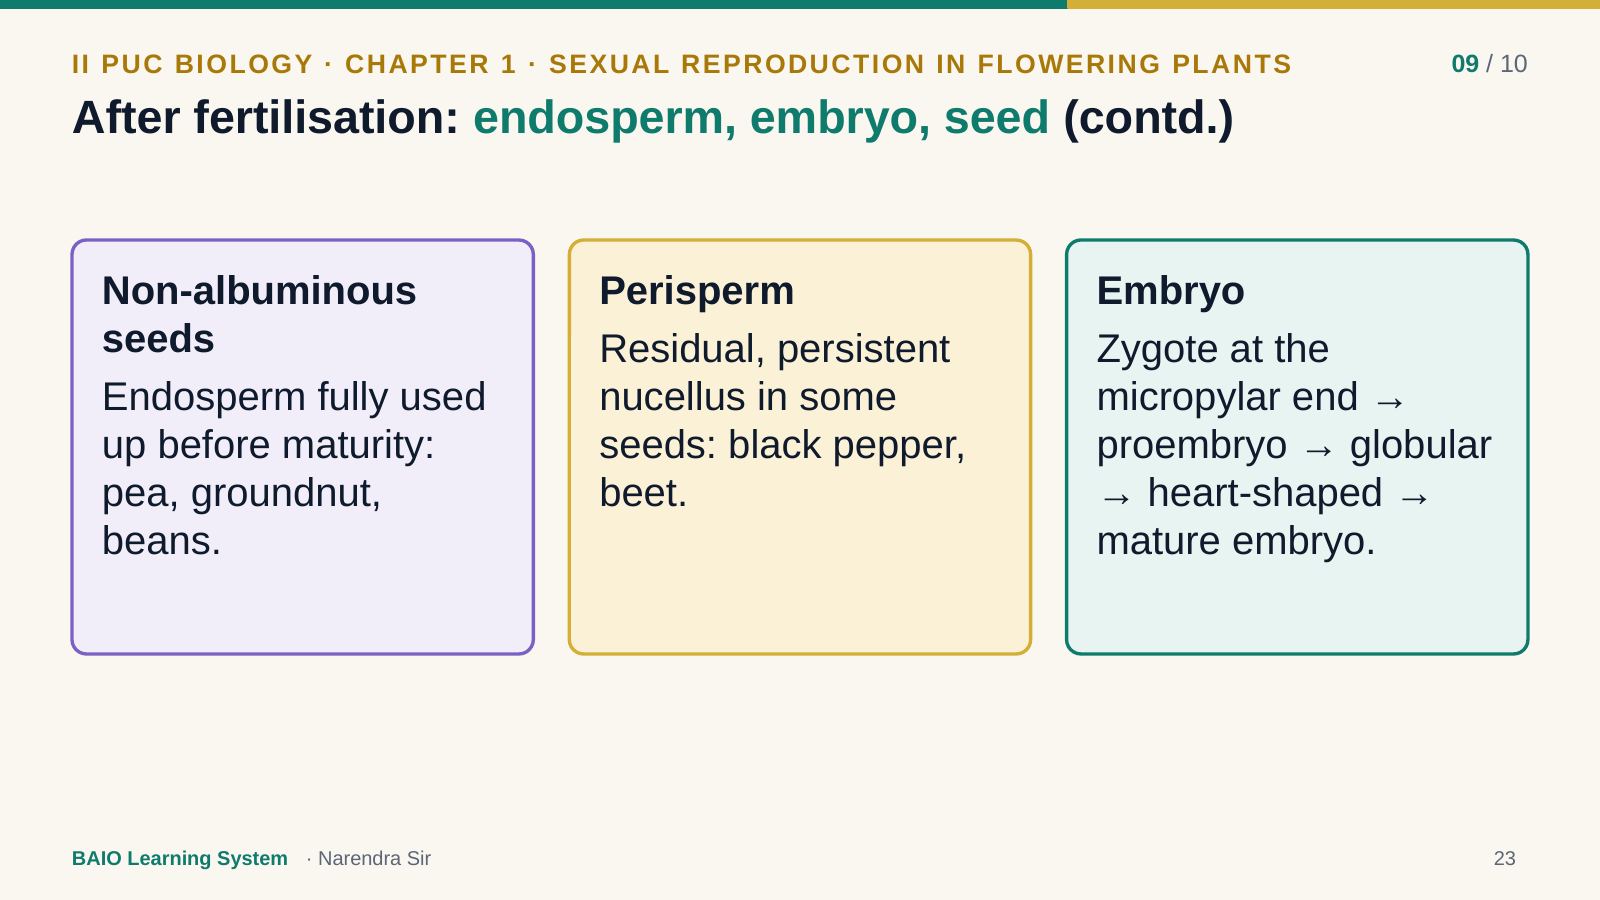 II PUC BIOLOGY · CHAPTER 1 · SEXUAL REPRODUCTION IN FLOWERING PLANTS
09 / 10
After fertilisation: endosperm, embryo, seed (contd.)
Non-albuminous
seeds
Endosperm fully used
up before maturity:
pea, groundnut,
beans.
Perisperm
Residual, persistent
nucellus in some
seeds: black pepper,
beet.
Embryo
Zygote at the
micropylar end →
proembryo → globular
→ heart-shaped →
mature embryo.
BAIO Learning System · Narendra Sir
23